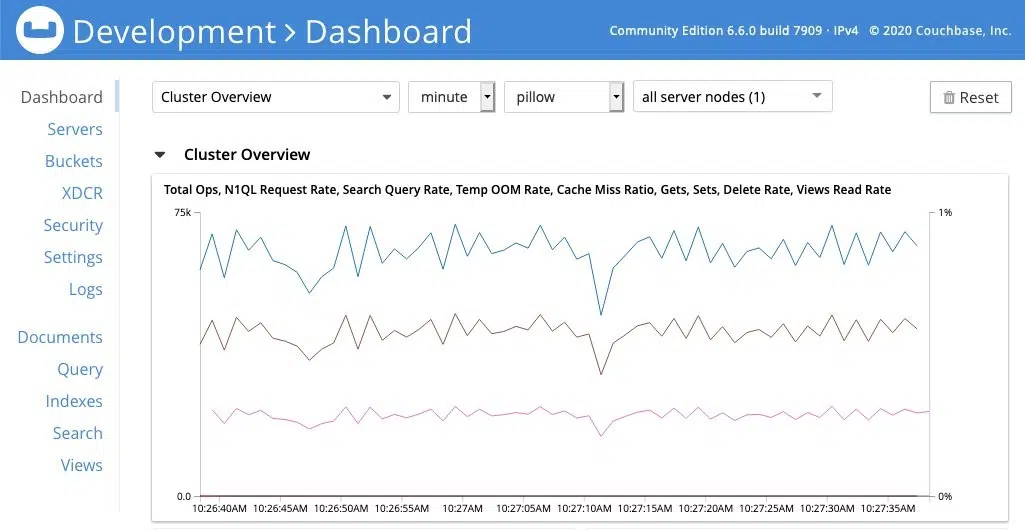 Development > Dashboard
Community Edition 6.6.0 build 7909 · IPv4 © 2020 Couchbase, Inc.
Dashboard
Servers
Buckets
XDCR
Security
Settings
Logs
Documents
Query
Indexes
Search
Views
Cluster Overview minute pillow all server nodes (1) Reset
Cluster Overview
Total Ops, N1QL Request Rate, Search Query Rate, Temp OOM Rate, Cache Miss Ratio, Gets, Sets, Delete Rate, Views Read Rate
75k 1%
0.0 0%
10:26:40AM 10:26:45AM 10:26:50AM 10:26:55AM 10:27AM 10:27:05AM 10:27:10AM 10:27:15AM 10:27:20AM 10:27:25AM 10:27:30AM 10:27:35AM